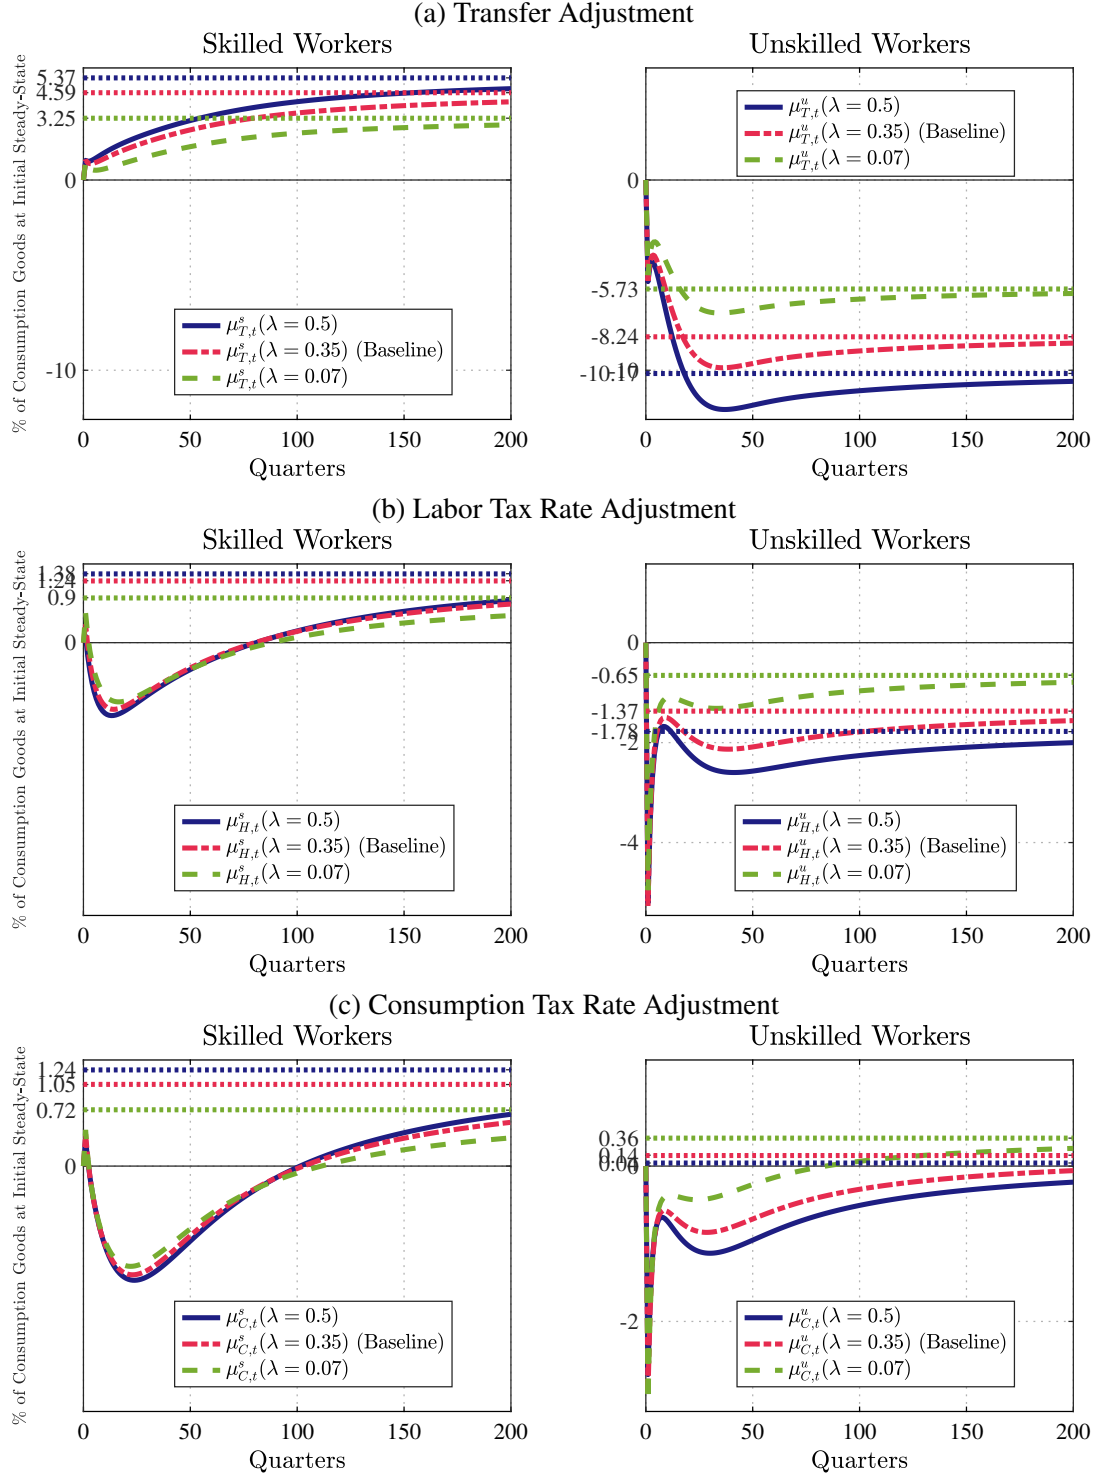 (a) Transfer Adjustment
Skilled Workers
Unskilled Workers
% of Consumption Goods at Initial Steady-State
5.37
4.59
3.25
0
-10
μ^s_{T,t}(λ = 0.5)
μ^s_{T,t}(λ = 0.35) (Baseline)
μ^s_{T,t}(λ = 0.07)
0 50 100 150 200
Quarters
μ^u_{T,t}(λ = 0.5)
μ^u_{T,t}(λ = 0.35) (Baseline)
μ^u_{T,t}(λ = 0.07)
0
-5.73
-8.24
-10.17
0 50 100 150 200
Quarters
(b) Labor Tax Rate Adjustment
Skilled Workers
Unskilled Workers
% of Consumption Goods at Initial Steady-State
1.38
1.24
0.9
0
μ^s_{H,t}(λ = 0.5)
μ^s_{H,t}(λ = 0.35) (Baseline)
μ^s_{H,t}(λ = 0.07)
0 50 100 150 200
Quarters
0
-0.65
-1.37
-1.78
-2
-4
μ^u_{H,t}(λ = 0.5)
μ^u_{H,t}(λ = 0.35) (Baseline)
μ^u_{H,t}(λ = 0.07)
0 50 100 150 200
Quarters
(c) Consumption Tax Rate Adjustment
Skilled Workers
Unskilled Workers
% of Consumption Goods at Initial Steady-State
1.24
1.05
0.72
0
μ^s_{C,t}(λ = 0.5)
μ^s_{C,t}(λ = 0.35) (Baseline)
μ^s_{C,t}(λ = 0.07)
0 50 100 150 200
Quarters
0.36
0.14
0
-2
μ^u_{C,t}(λ = 0.5)
μ^u_{C,t}(λ = 0.35) (Baseline)
μ^u_{C,t}(λ = 0.07)
0 50 100 150 200
Quarters